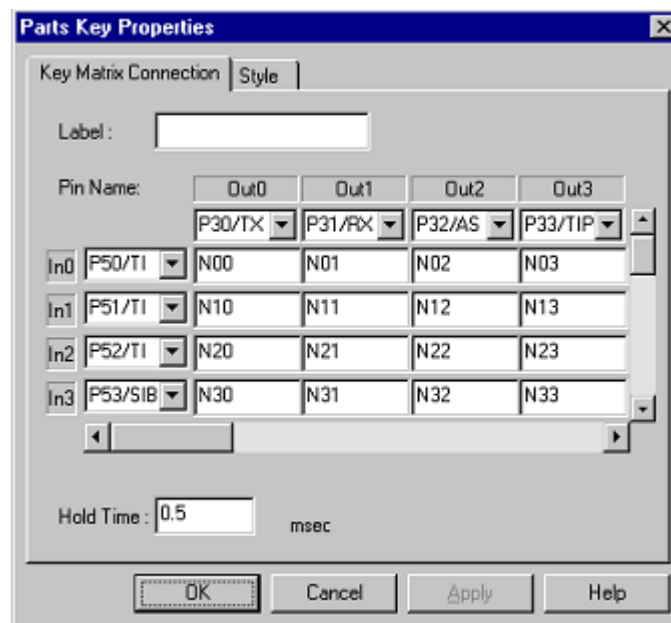 Parts Key Properties
Key Matrix Connection Style
Label :
Pin Name: Out0 Out1 Out2 Out3
P30/TX P31/RX P32/AS P33/TIP
In0 P50/TI N00 N01 N02 N03
In1 P51/TI N10 N11 N12 N13
In2 P52/TI N20 N21 N22 N23
In3 P53/SIB N30 N31 N32 N33
Hold Time : 0.5 msec
OK Cancel Apply Help